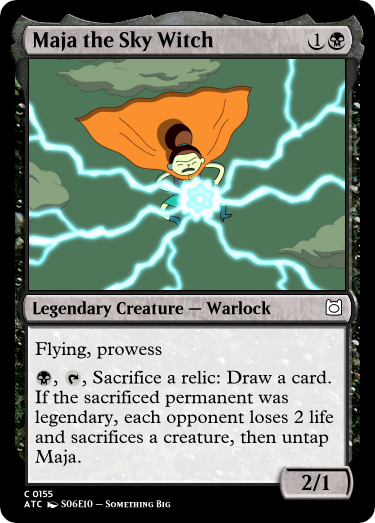 Maja the Sky Witch 1
Legendary Creature — Warlock
Flying, prowess
, , Sacrifice a relic: Draw a card.
If the sacrificed permanent was
legendary, each opponent loses 2 life
and sacrifices a creature, then untap
Maja.
2/1
C 0155
ATC S06E10 – Something Big